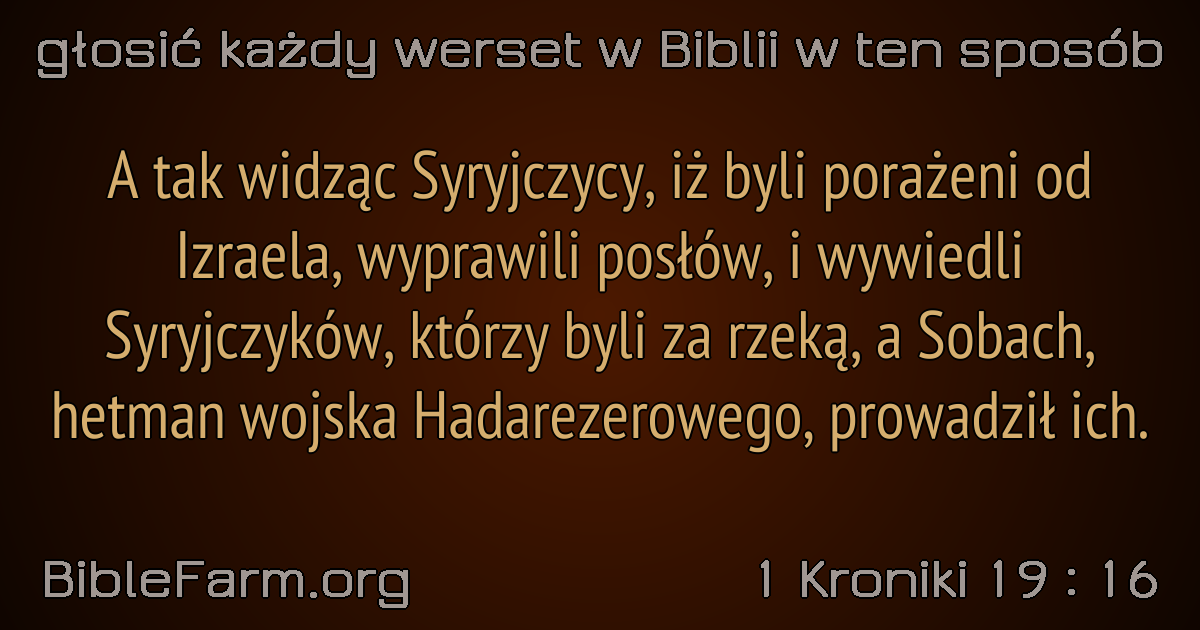 głosić każdy werset w Biblii w ten sposób
A tak widząc Syryjczycy, iż byli porażeni od
Izraela, wyprawili posłów, i wywiedli
Syryjczyków, którzy byli za rzeką, a Sobach,
hetman wojska Hadarezerowego, prowadził ich.
BibleFarm.org
1 Kroniki 19 : 16